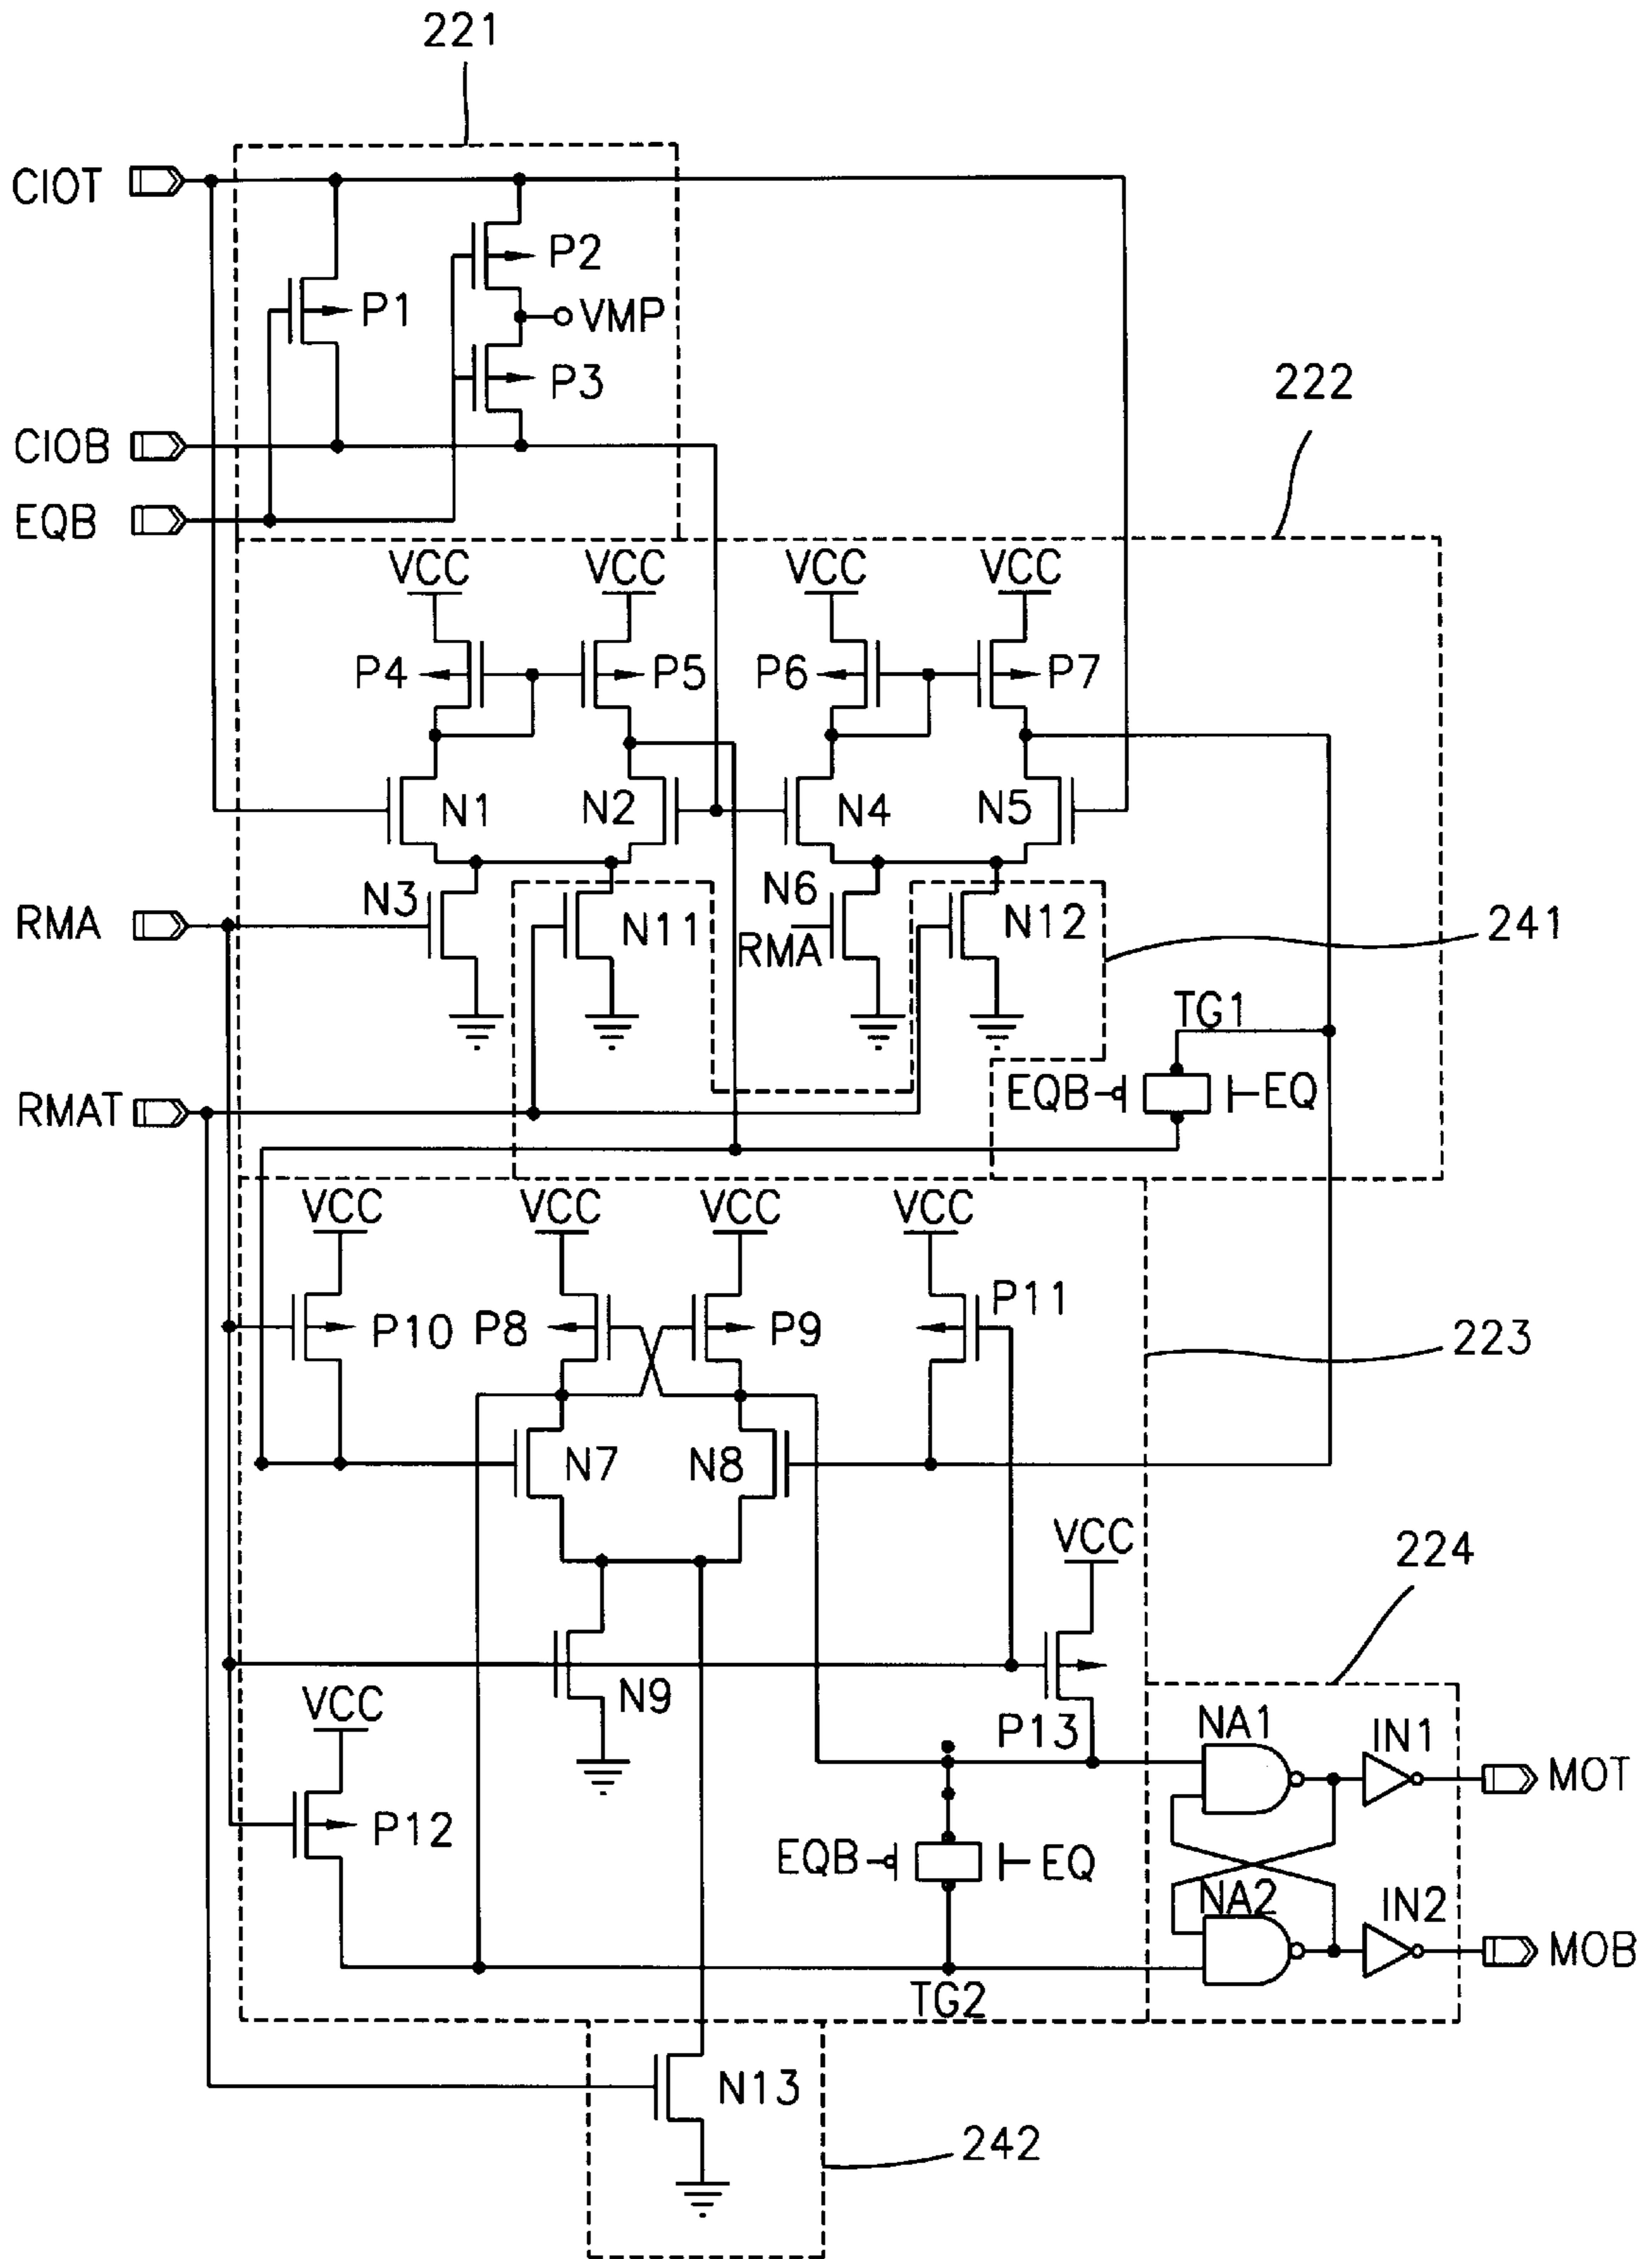 221
CIOT
P2
P1
VMP
P3
222
CIOB
EQB
VCC VCC VCC VCC
P4 P5 P6 P7
N1 N2 N4 N5
N3 N11 N6 N12
RMA RMA 241
TG1
RMAT EQB EQ
VCC VCC VCC VCC
P10 P8 P9 P11
223
N7 N8
VCC
224
VCC N9 P13 NA1 IN1
MOT
P12
EQB EQ
NA2 IN2
MOB
TG2
N13
242